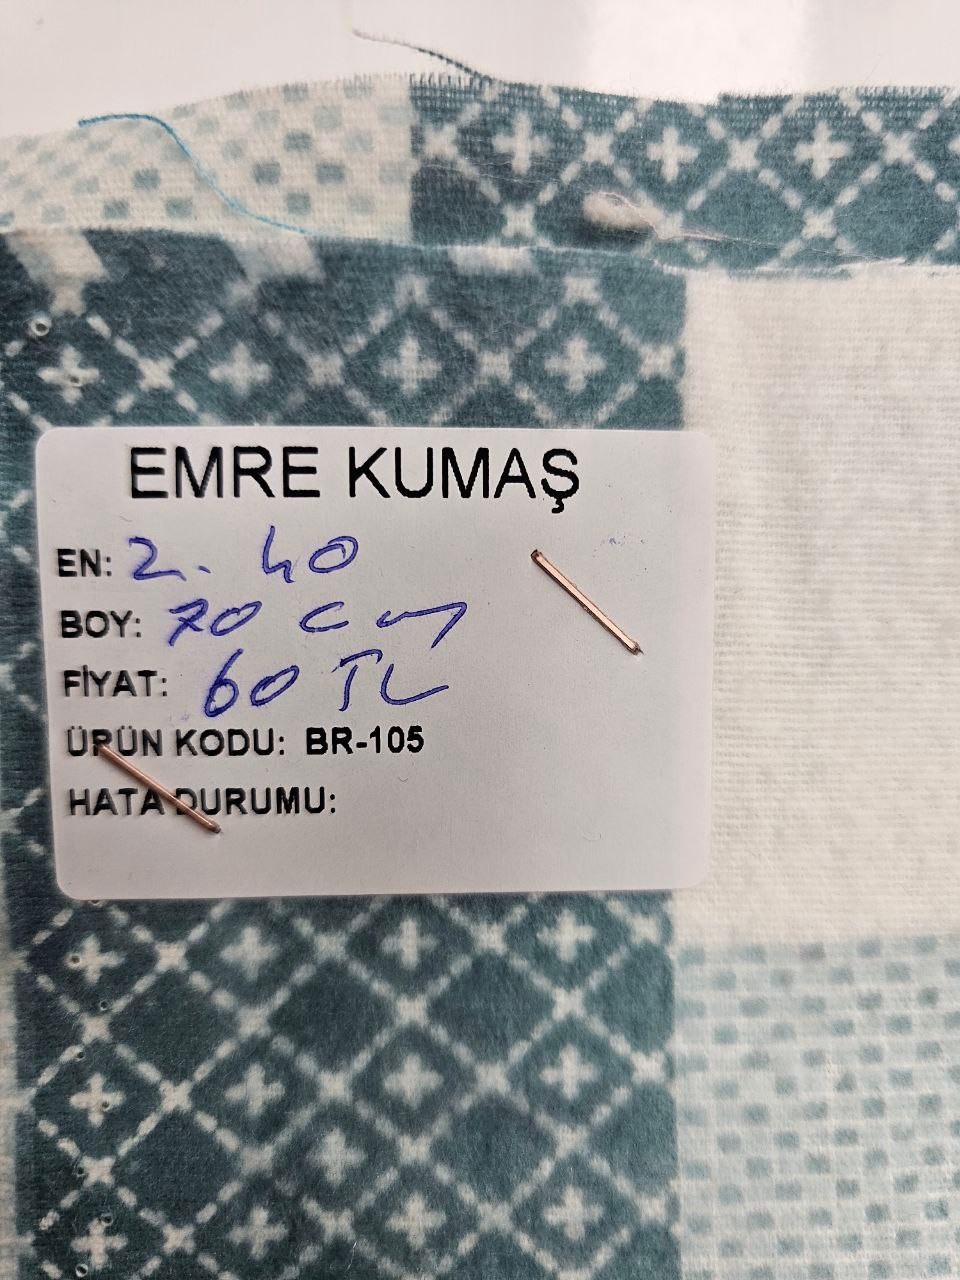 EMRE KUMAŞ
EN: 2.40
BOY: 70 cm
FİYAT: 60 TL
ÜRÜN KODU: BR-105
HATA DURUMU: